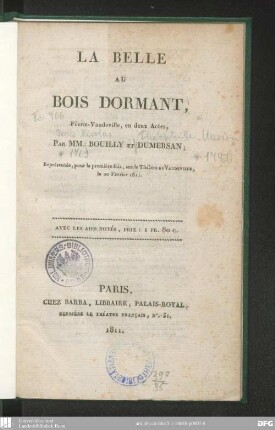 LA BELLE
AU
BOIS DORMANT,
Féerie-Vaudeville, en deux Actes,
PAR MM. BOUILLY ET DUMERSAN;
Représentée, pour la première fois, sur le Théâtre du VAUDEVILLE,
le 20 Février 1811.
AVEC LES AIRS NOTÉS, PRIX : 1 FR. 80 C.
PARIS,
CHEZ BARBA, LIBRAIRE, PALAIS-ROYAL,
DERRIÈRE LE THÉATRE FRANÇAIS, N°. 51.
1811.
DFG